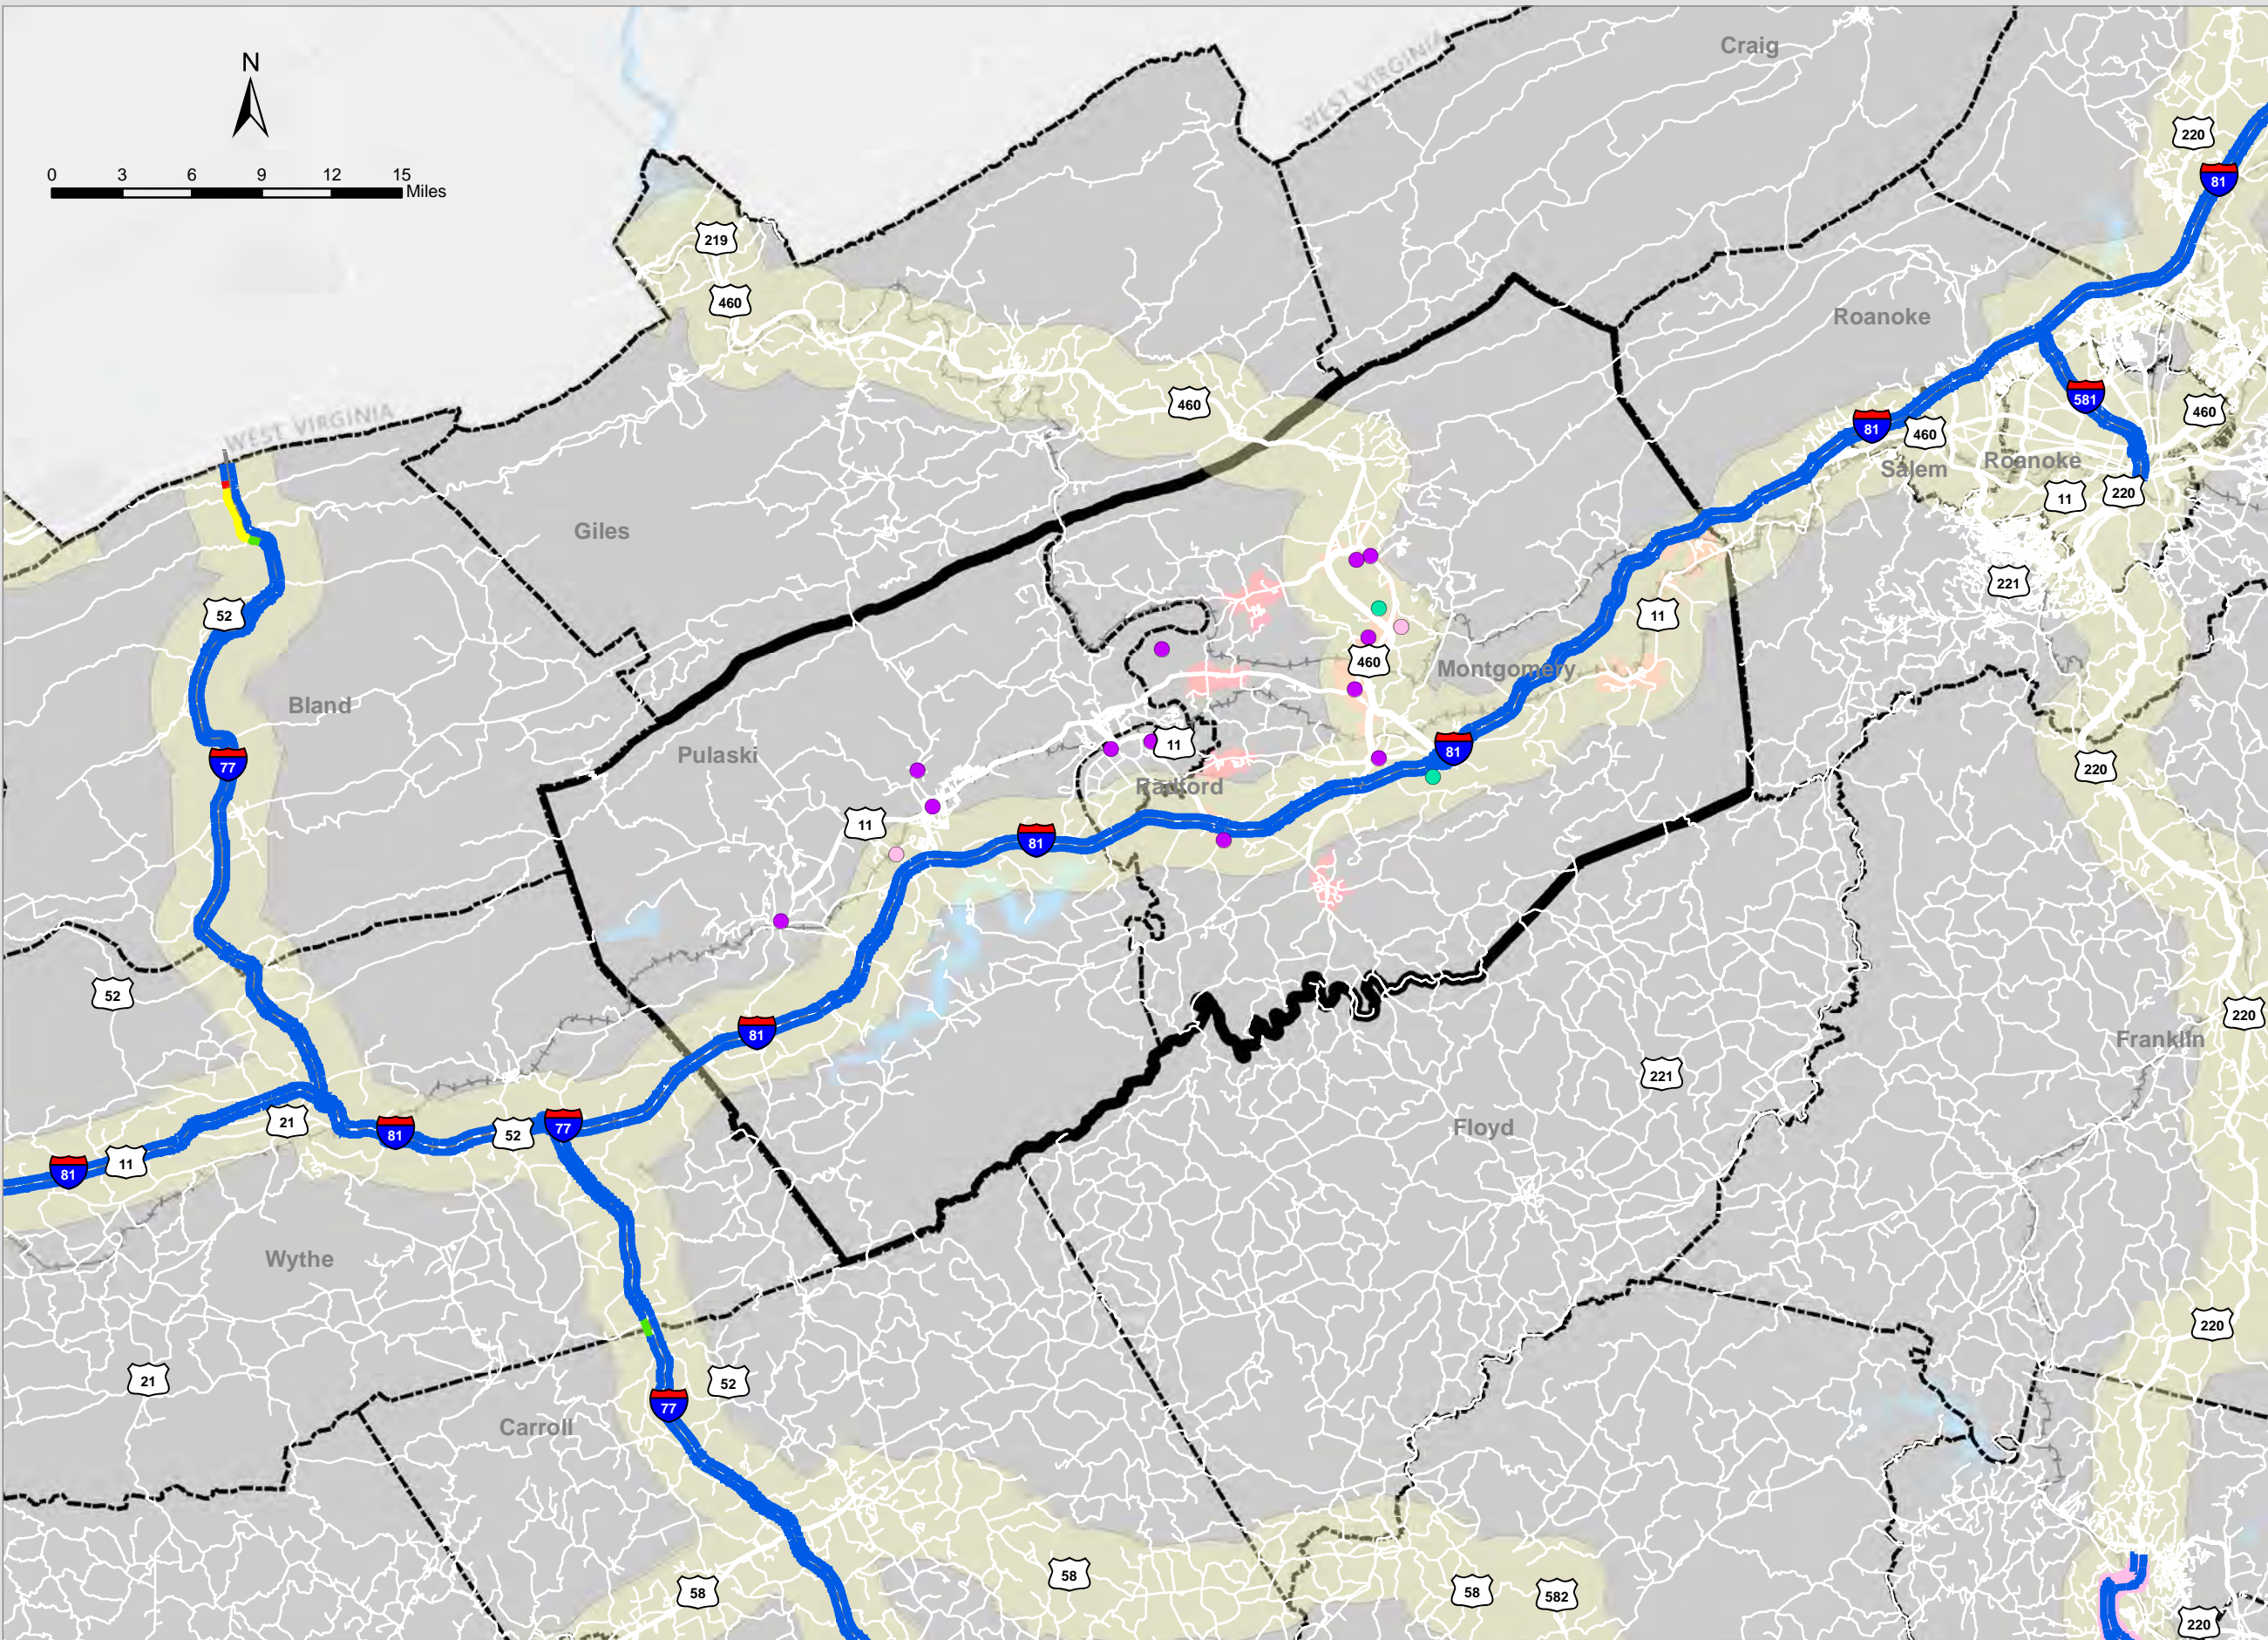 Craig
WEST VIRGINIA
N
220
81
0 3 6 9 12 15
Miles
219
460
Roanoke
581
460
460
81
460
WEST VIRGINIA
Salem
Roanoke
11
220
Giles
221
52
11
460
Montgomery
Bland
Pulaski
11
81
77
220
Radford
11
81
52
220
81
Franklin
221
21
77
Floyd
81
52
11
81
Wythe
220
21
52
77
Carroll
58
58
58
582
220